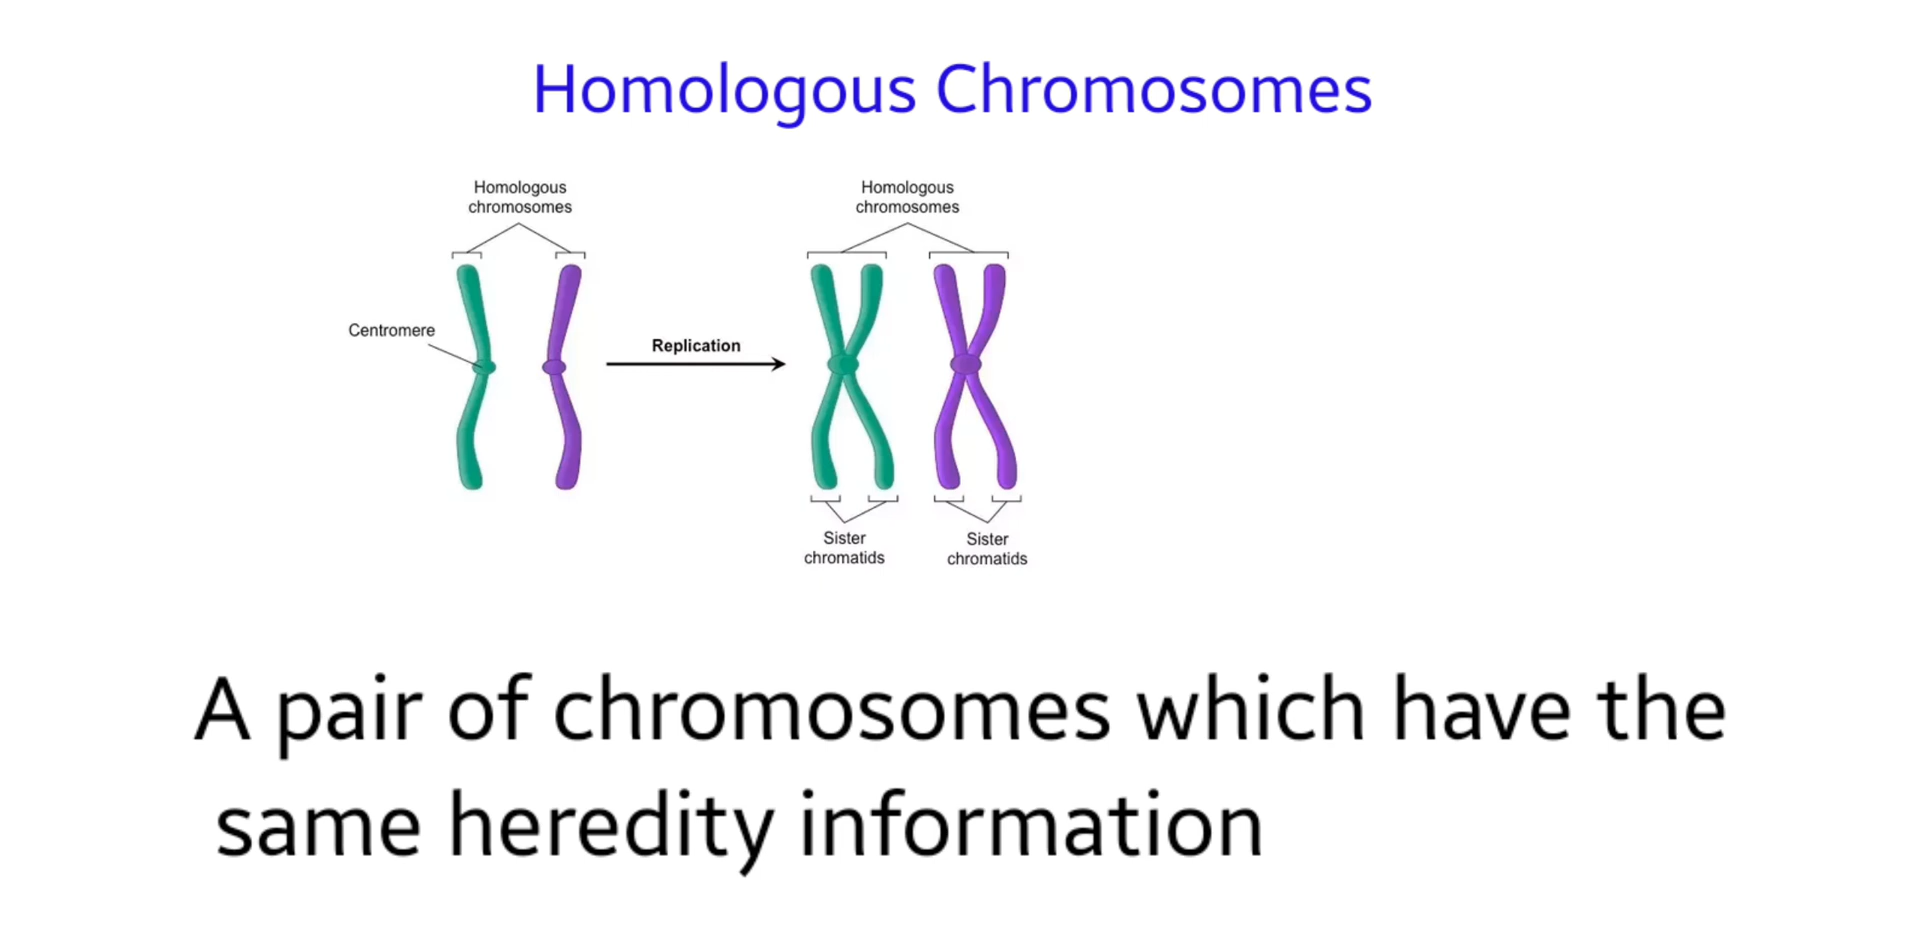 Homologous Chromosomes
Homologous
chromosomes
Homologous
chromosomes
Centromere
Replication
Sister
chromatids
Sister
chromatids
A pair of chromosomes which have the
same heredity information